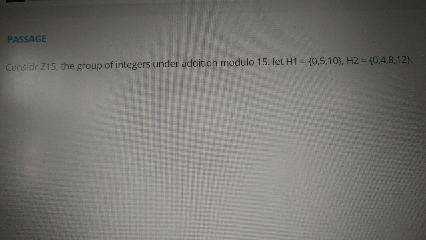 PASSAGE
Considr Z15, the group of integers under addition modulo 15. let H1 = {0,5,10}, H2 = {0,4,8,12}.